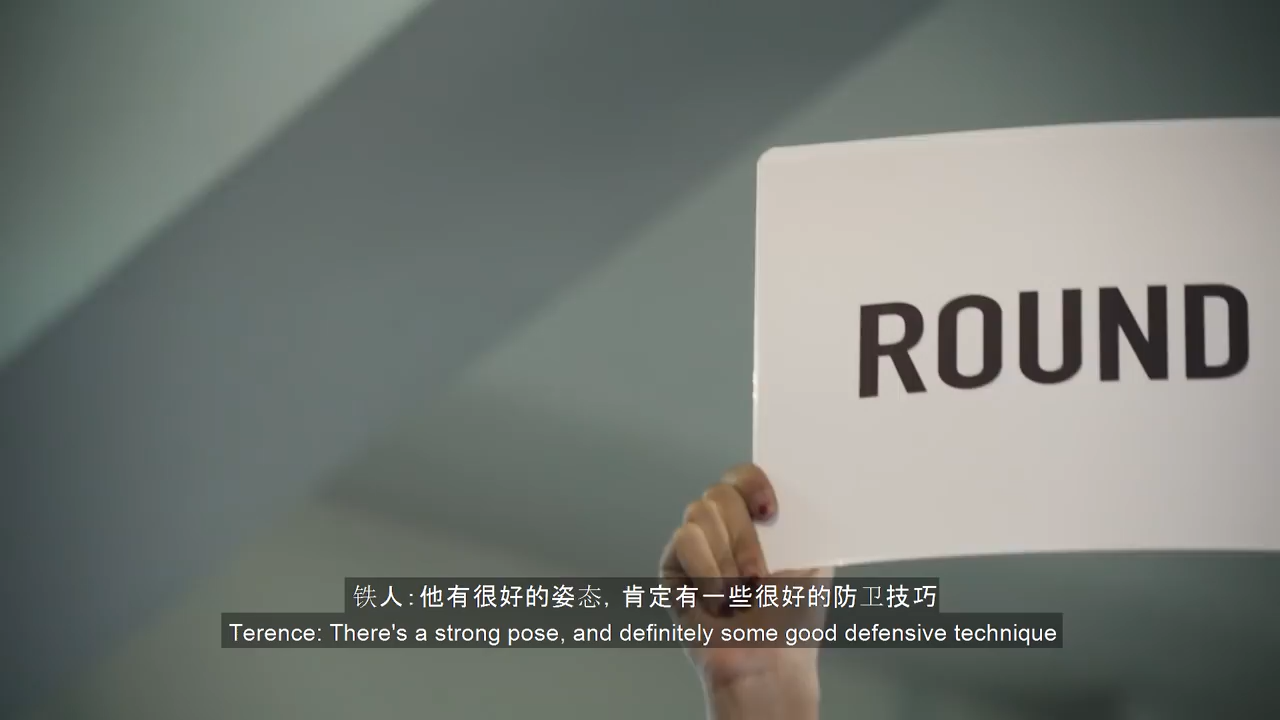 ROUND
铁人:他有很好的姿态, 肯定有一些很好的防卫技巧
Terence: There's a strong pose, and definitely some good defensive technique